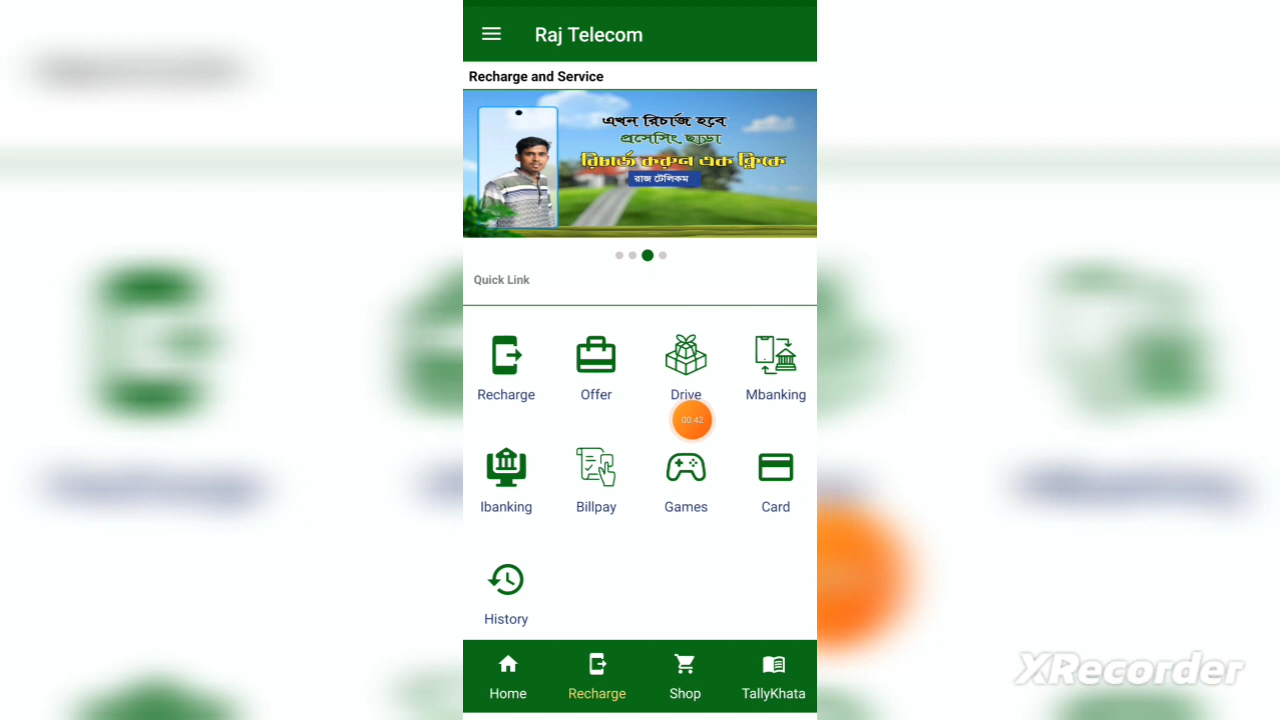 Raj Telecom
Recharge and Service
এখন রিচার্জ হবে
প্রসেসিং ছাড়া
রিচার্জ করুন এক ক্লিকে
রাজ টেলিকম
Quick Link
Recharge
Offer
Drive
Mbanking
00:42
Ibanking
Billpay
Games
Card
History
Home
Recharge
Shop
TallyKhata
XRecorder